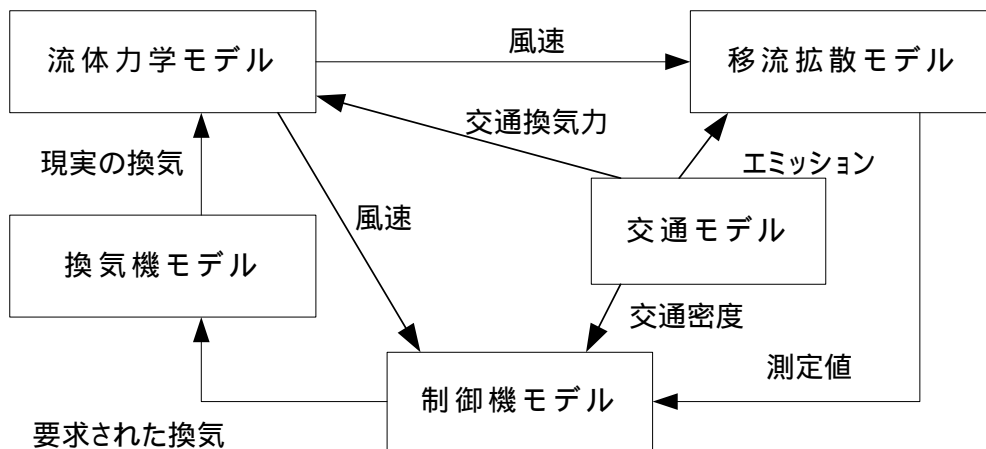 流体力学モデル
風速
移流拡散モデル
交通換気力
現実の換気
エミッション
風速
交通モデル
換気機モデル
交通密度
測定値
制御機モデル
要求された換気